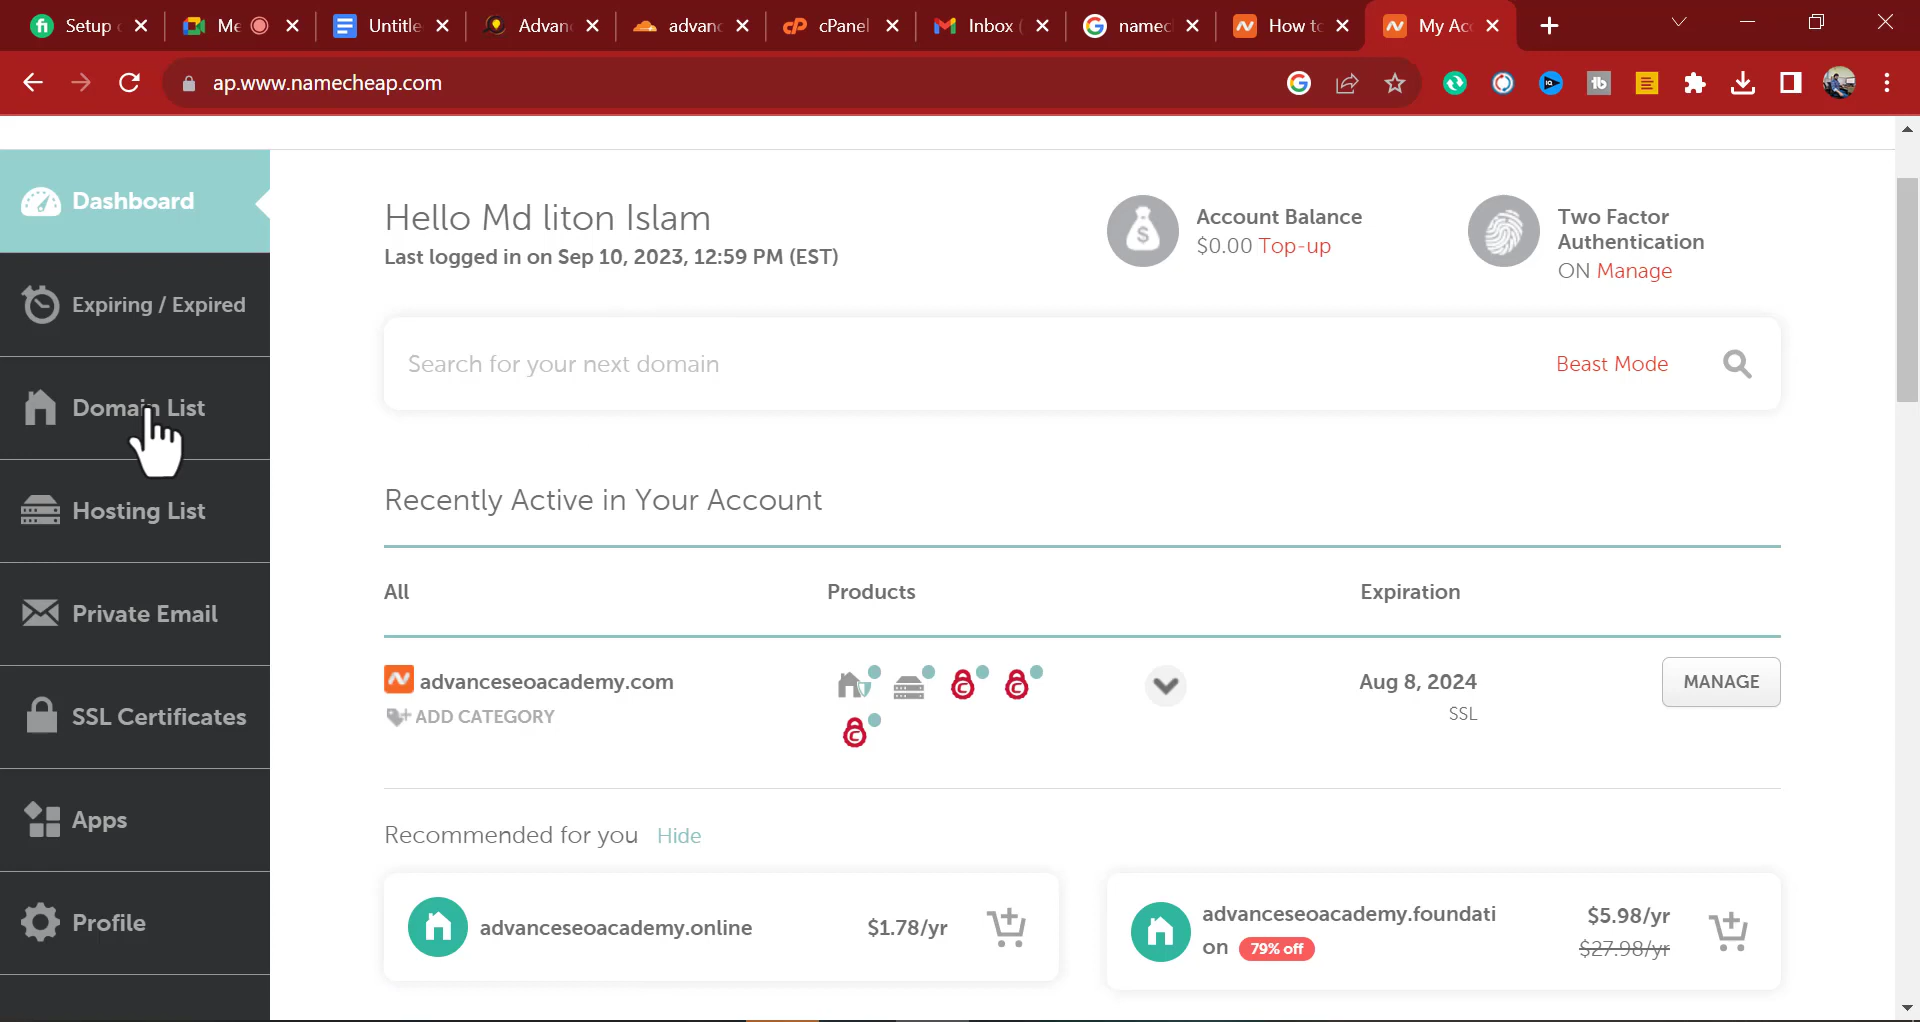 Setup
Me
Untitle
Advan
advanc
cPanel
Inbox (
namec
How to
My Acc
ap.www.namecheap.com
Dashboard
Expiring / Expired
Domain List
Hosting List
Private Email
SSL Certificates
Apps
Profile
Hello Md liton Islam
Last logged in on Sep 10, 2023, 12:59 PM (EST)
Account Balance
$0.00 Top-up
Two Factor
Authentication
ON Manage
Search for your next domain
Beast Mode
Recently Active in Your Account
All Products Expiration
advanceseoacademy.com
ADD CATEGORY
Aug 8, 2024
SSL
MANAGE
Recommended for you Hide
advanceseoacademy.online $1.78/yr
advanceseoacademy.foundati
on 79% off
$5.98/yr
$27.98/yr